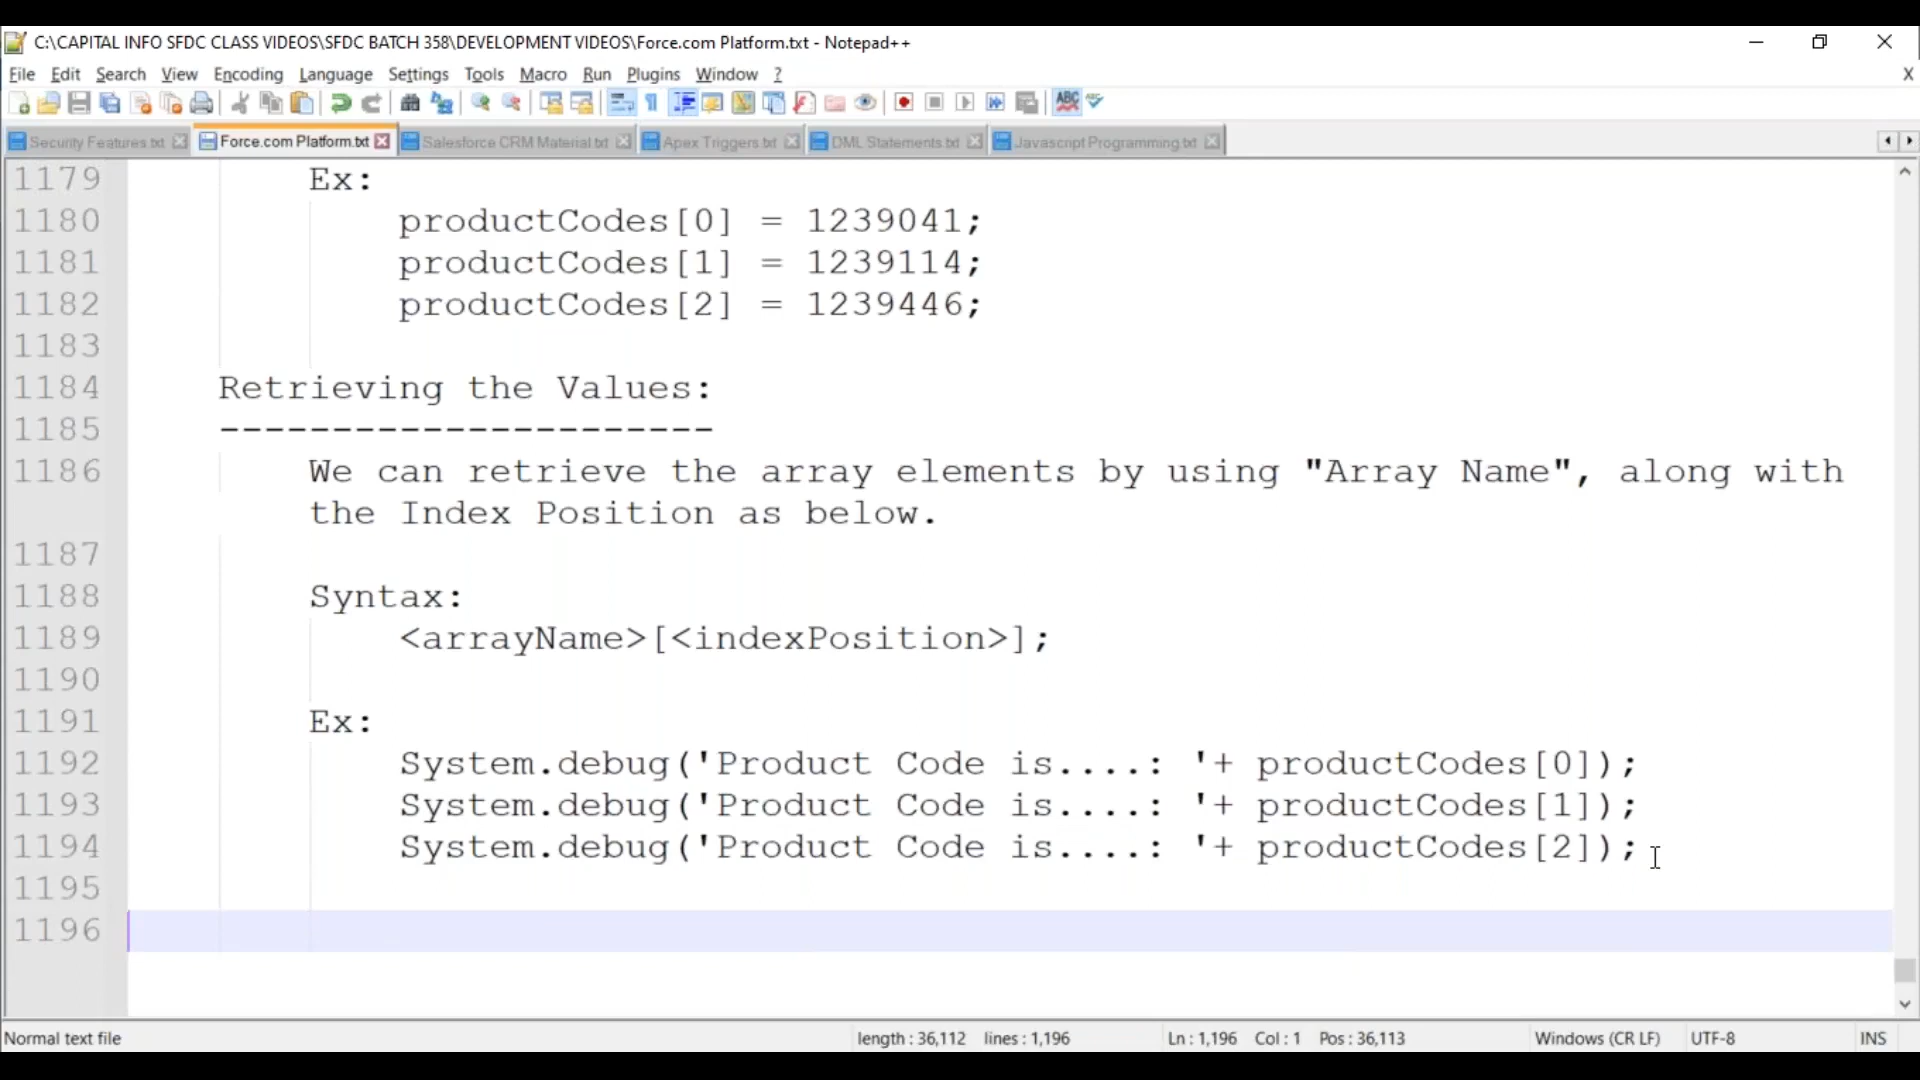 C:\CAPITAL INFO SFDC CLASS VIDEOS\SFDC BATCH 358\DEVELOPMENT VIDEOS\Force.com Platform.txt - Notepad++
File Edit Search View Encoding Language Settings Tools Macro Run Plugins Window ? X
Security Features.txt Force.com Platform.txt Salesforce CRM Material.txt Apex Triggers.txt DML Statements.txt Javascript Programming.txt
1179 Ex:
1180 productCodes[0] = 1239041;
1181 productCodes[1] = 1239114;
1182 productCodes[2] = 1239446;
1183
1184 Retrieving the Values:
1185 ----------------------
1186 We can retrieve the array elements by using "Array Name", along with
the Index Position as below.
1187
1188 Syntax:
1189 <arrayName>[<indexPosition>];
1190
1191 Ex:
1192 System.debug('Product Code is....: '+ productCodes[0]);
1193 System.debug('Product Code is....: '+ productCodes[1]);
1194 System.debug('Product Code is....: '+ productCodes[2]);
1195
1196
Normal text file length : 36,112 lines : 1,196 Ln : 1,196 Col : 1 Pos : 36,113 Windows (CR LF) UTF-8 INS